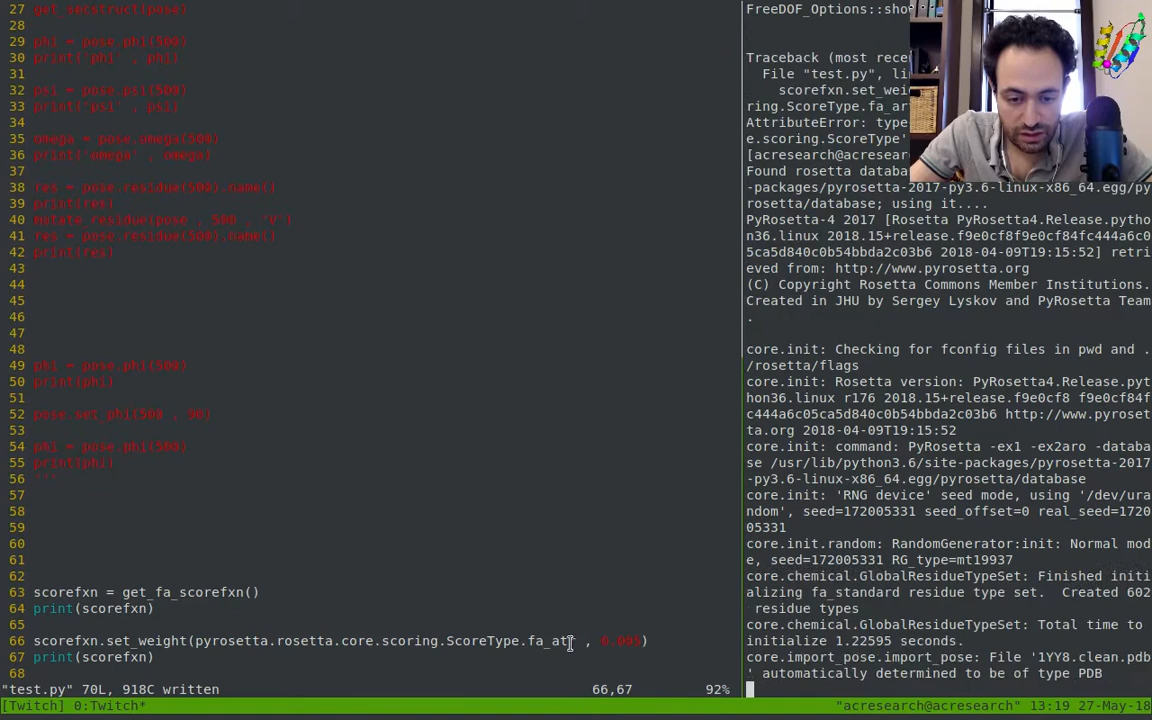 27 get_secstruct(pose)
28
29 phi = pose.phi(500)
30 print('phi' , phi)
31
32 psi = pose.psi(500)
33 print('psi' , psi)
34
35 omega = pose.omega(500)
36 print('omega' , omega)
37
38 res = pose.residue(500).name()
39 print(res)
40 mutate_residue(pose , 500 , 'V')
41 res = pose.residue(500).name()
42 print(res)
43
44
45
46
47
48
49 phi = pose.phi(500)
50 print(phi)
51
52 pose.set_phi(500 , 90)
53
54 phi = pose.phi(500)
55 print(phi)
56 '''
57
58
59
60
61
62
63 scorefxn = get_fa_scorefxn()
64 print(scorefxn)
65
66 scorefxn.set_weight(pyrosetta.rosetta.core.scoring.ScoreType.fa_atr , 0.005)
67 print(scorefxn)
68
"test.py" 70L, 918C written 66,67 92%
FreeDOF_Options::sho
Traceback (most rece
File "test.py", li
scorefxn.set_wei
ring.ScoreType.fa_ar
AttributeError: type
e.scoring.ScoreType'
[acresearch@acresear
Found rosetta databa
-packages/pyrosetta-2017-py3.6-linux-x86_64.egg/py
rosetta/database; using it....
PyRosetta-4 2017 [Rosetta PyRosetta4.Release.pytho
n36.linux 2018.15+release.f9e0cf8f9e0cf84fc444a6c0
5ca5d840c0b54bbda2c03b6 2018-04-09T19:15:52] retri
eved from: http://www.pyrosetta.org
(C) Copyright Rosetta Commons Member Institutions.
Created in JHU by Sergey Lyskov and PyRosetta Team
.
core.init: Checking for fconfig files in pwd and .
/rosetta/flags
core.init: Rosetta version: PyRosetta4.Release.pyt
hon36.linux r176 2018.15+release.f9e0cf8 f9e0cf84f
c444a6c05ca5d840c0b54bbda2c03b6 http://www.pyroset
ta.org 2018-04-09T19:15:52
core.init: command: PyRosetta -ex1 -ex2aro -databa
se /usr/lib/python3.6/site-packages/pyrosetta-2017
-py3.6-linux-x86_64.egg/pyrosetta/database
core.init: 'RNG device' seed mode, using '/dev/ura
ndom', seed=172005331 seed_offset=0 real_seed=1720
05331
core.init.random: RandomGenerator:init: Normal mod
e, seed=172005331 RG_type=mt19937
core.chemical.GlobalResidueTypeSet: Finished initi
alizing fa_standard residue type set.  Created 602
residue types
core.chemical.GlobalResidueTypeSet: Total time to
initialize 1.22595 seconds.
core.import_pose.import_pose: File '1YY8.clean.pdb
' automatically determined to be of type PDB
[Twitch] 0:Twitch* "acresearch@acresearch" 13:19 27-May-18